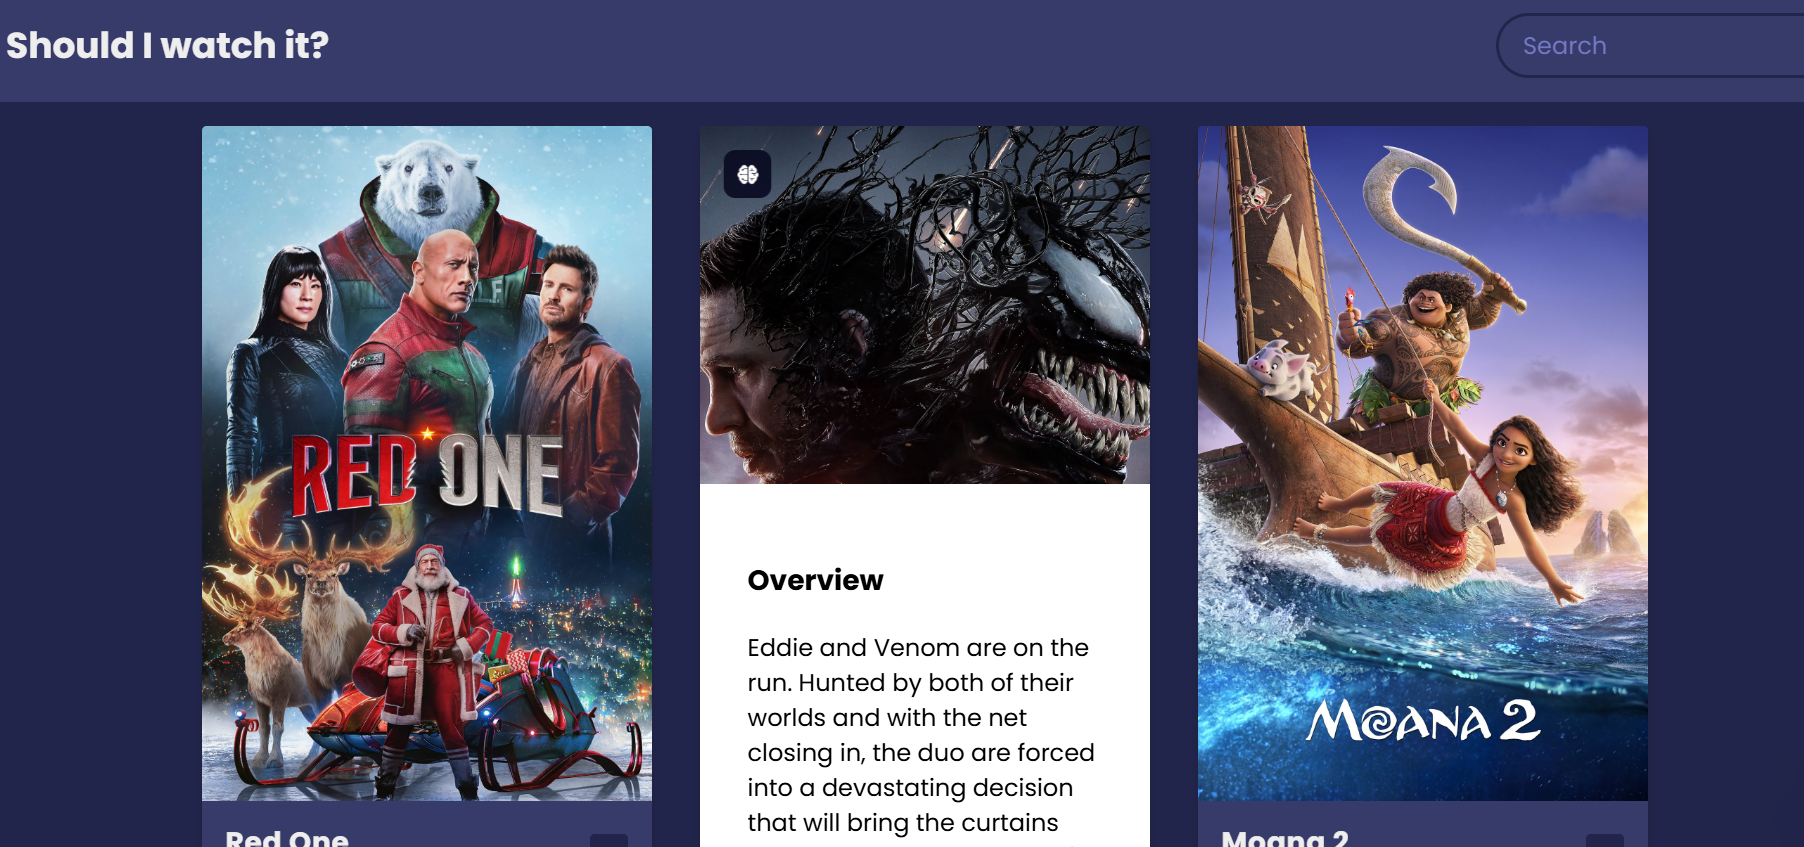 Should I watch it?
Search
RED ONE
Overview
Eddie and Venom are on the
run. Hunted by both of their
worlds and with the net
closing in, the duo are forced
into a devastating decision
that will bring the curtains
MOANA 2
Red One
Moana 2